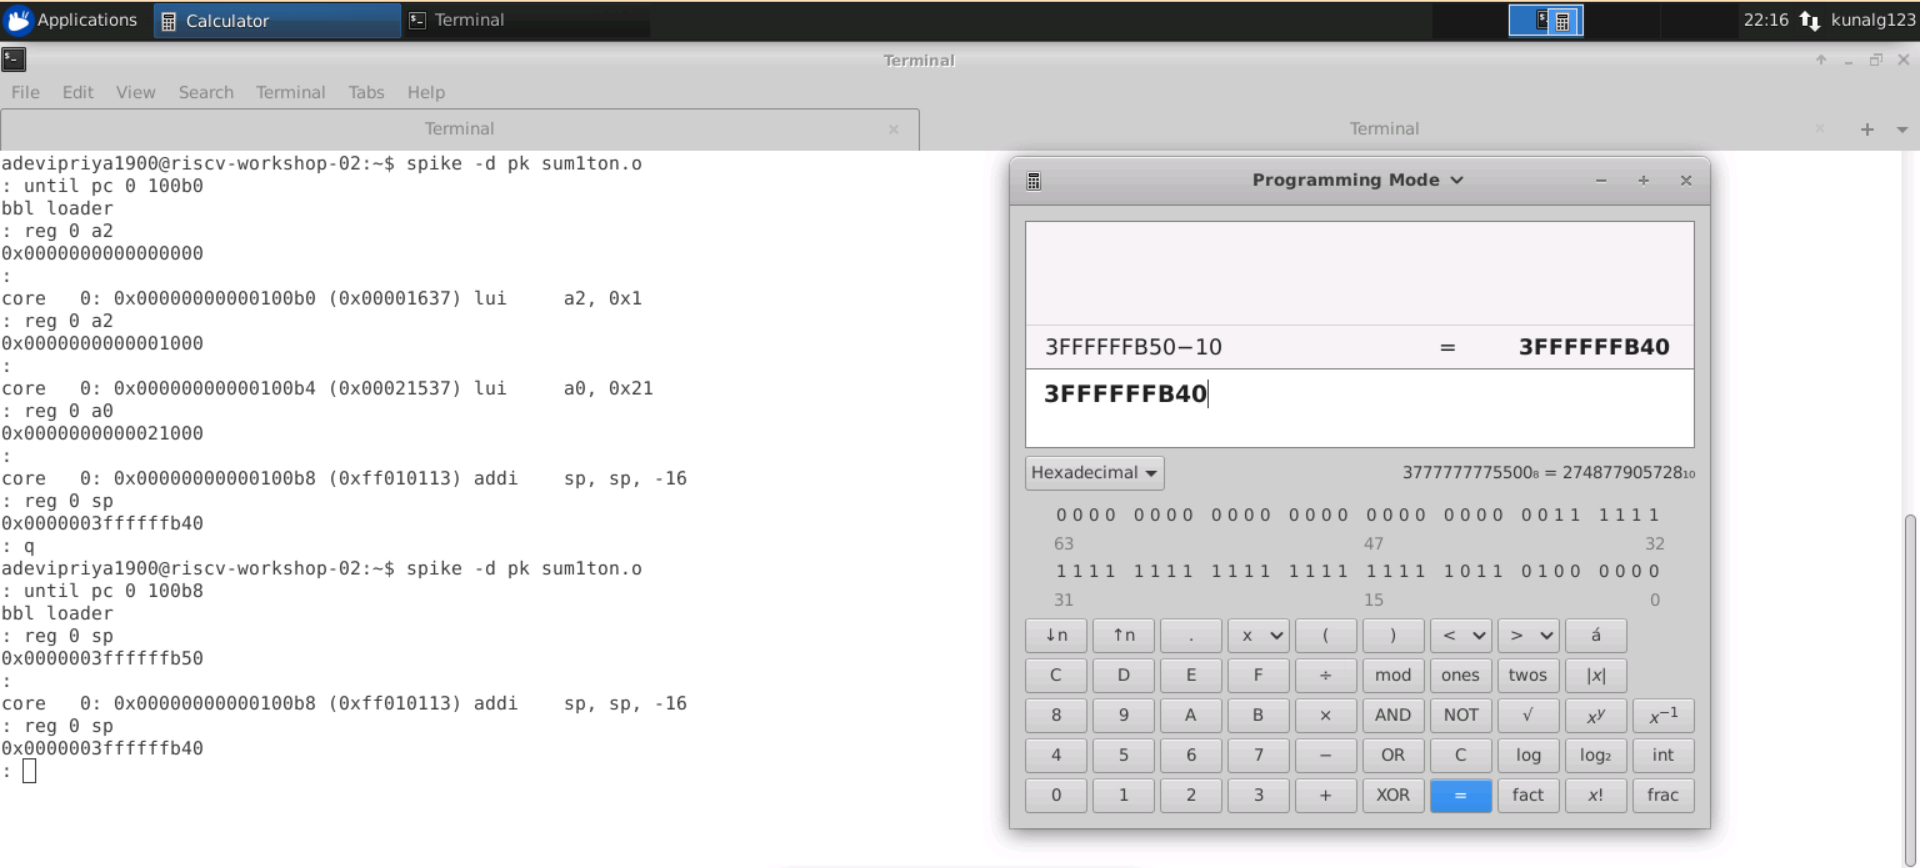 Applications
Calculator
Terminal
22:16
kunalg123
Terminal
File Edit View Search Terminal Tabs Help
Terminal
Terminal
adevipriya1900@riscv-workshop-02:~$ spike -d pk sum1ton.o
: until pc 0 100b0
bbl loader
: reg 0 a2
0x0000000000000000
:
core   0: 0x00000000000100b0 (0x00001637) lui     a2, 0x1
: reg 0 a2
0x0000000000001000
:
core   0: 0x00000000000100b4 (0x00021537) lui     a0, 0x21
: reg 0 a0
0x0000000000021000
:
core   0: 0x00000000000100b8 (0xff010113) addi    sp, sp, -16
: reg 0 sp
0x0000003ffffffb40
: q
adevipriya1900@riscv-workshop-02:~$ spike -d pk sum1ton.o
: until pc 0 100b8
bbl loader
: reg 0 sp
0x0000003ffffffb50
:
core   0: 0x00000000000100b8 (0xff010113) addi    sp, sp, -16
: reg 0 sp
0x0000003ffffffb40
:
Programming Mode
3FFFFFFB50−10 = 3FFFFFFB40
3FFFFFFB40
Hexadecimal
3777777775500₈ = 274877905728₁₀
0000 0000 0000 0000 0000 0000 0011 1111
63 47 32
1111 1111 1111 1111 1111 1011 0100 0000
31 15 0
↓n ↑n . x ( ) < > á
C D E F ÷ mod ones twos |x|
8 9 A B × AND NOT √ xʸ x⁻¹
4 5 6 7 − OR C log log₂ int
0 1 2 3 + XOR = fact x! frac